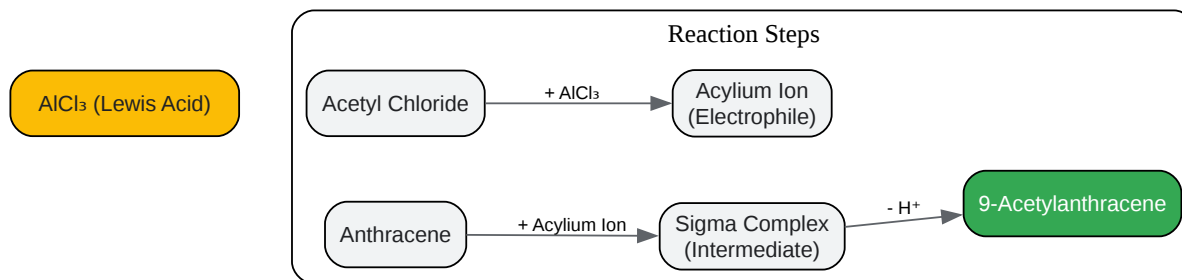 Reaction Steps
AlCl₃ (Lewis Acid)
Acetyl Chloride
+ AlCl₃
Acylium Ion
(Electrophile)
Anthracene
+ Acylium Ion
Sigma Complex
(Intermediate)
- H⁺
9-Acetylanthracene